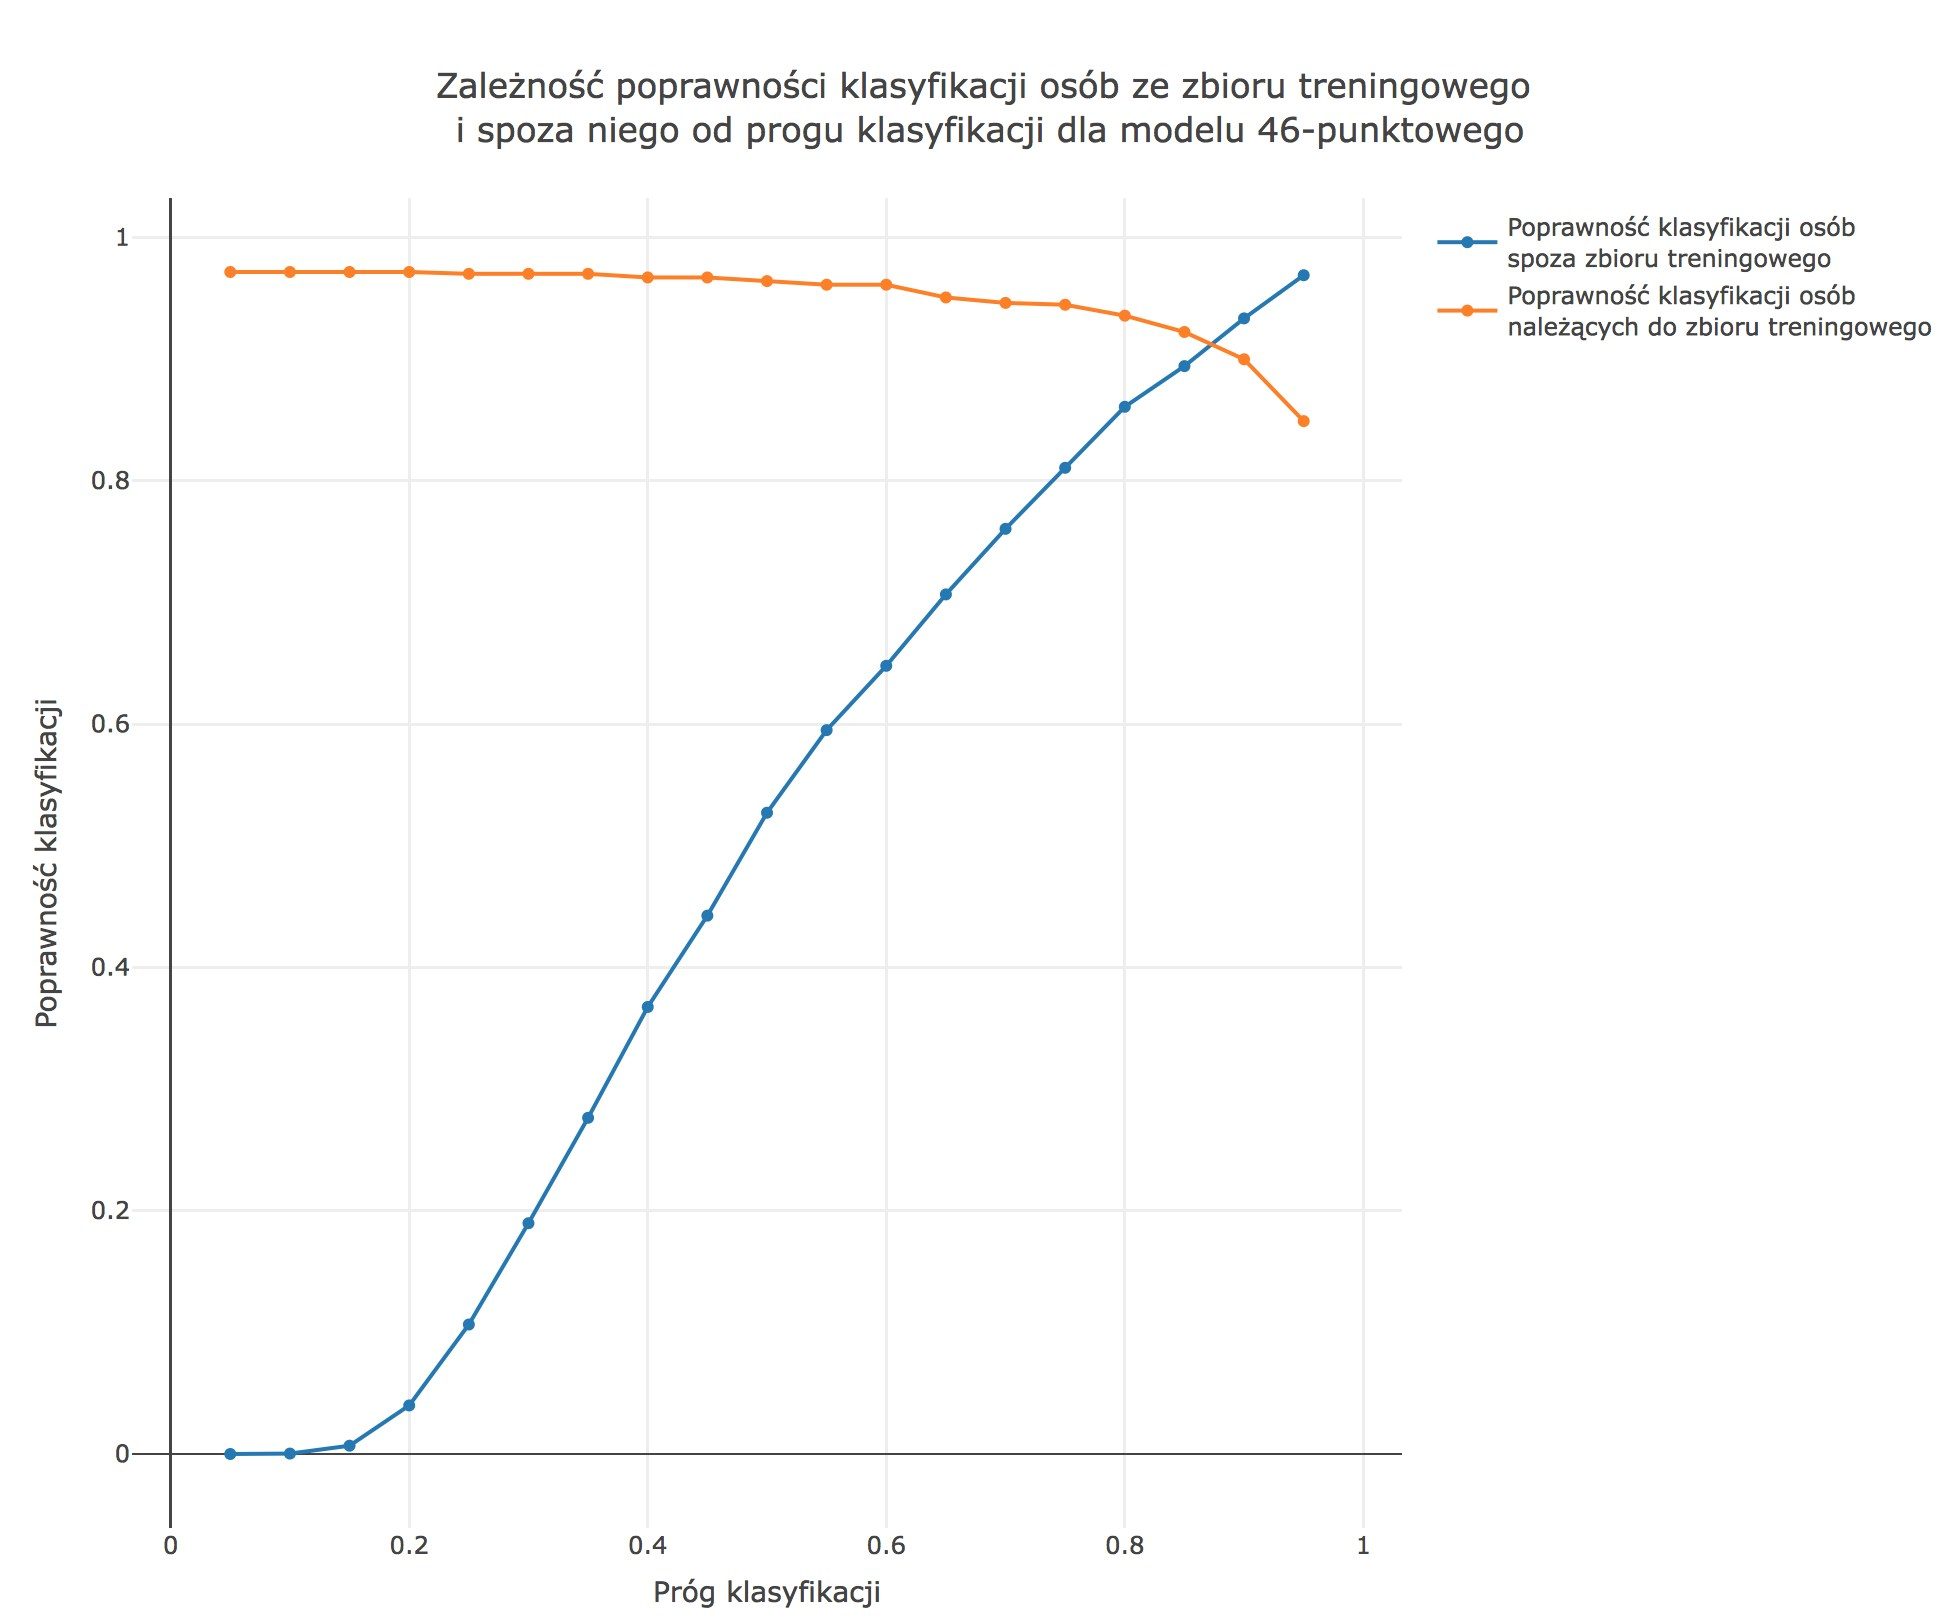 Zależność poprawności klasyfikacji osób ze zbioru treningowego
i spoza niego od progu klasyfikacji dla modelu 46-punktowego
Poprawność klasyfikacji osób
spoza zbioru treningowego
Poprawność klasyfikacji osób
należących do zbioru treningowego
1
0.8
0.6
0.4
0.2
0
Poprawność klasyfikacji
0
0.2
0.4
0.6
0.8
1
Próg klasyfikacji